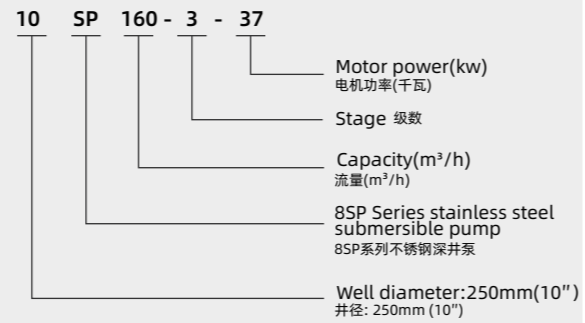 10 SP 160 - 3 - 37
Motor power(kw)
电机功率(千瓦)
Stage 级数
Capacity(m³/h)
流量(m³/h)
8SP Series stainless steel
submersible pump
8SP系列不锈钢深井泵
Well diameter:250mm(10″)
井径: 250mm (10″)